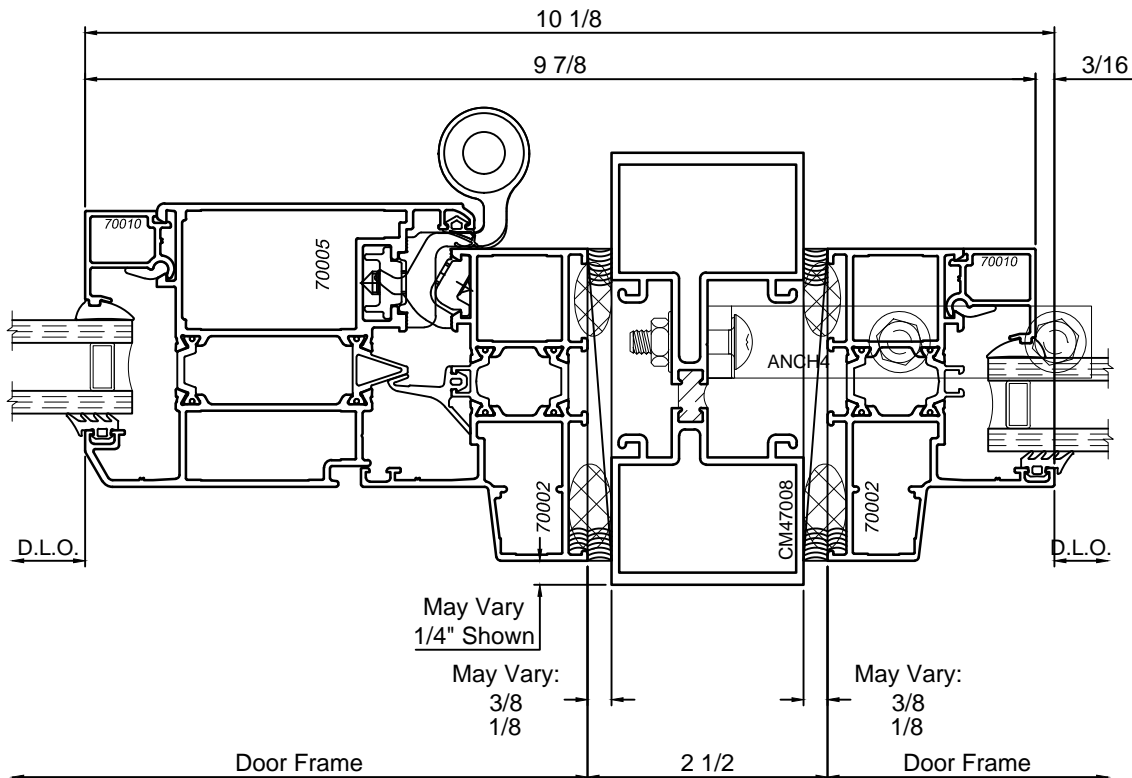 10 1/8
9 7/8
3/16
70010
70005
70010
ANCH4
70002
CM47008
70002
D.L.O.
D.L.O.
May Vary
1/4" Shown
May Vary:
3/8
1/8
May Vary:
3/8
1/8
Door Frame
2 1/2
Door Frame